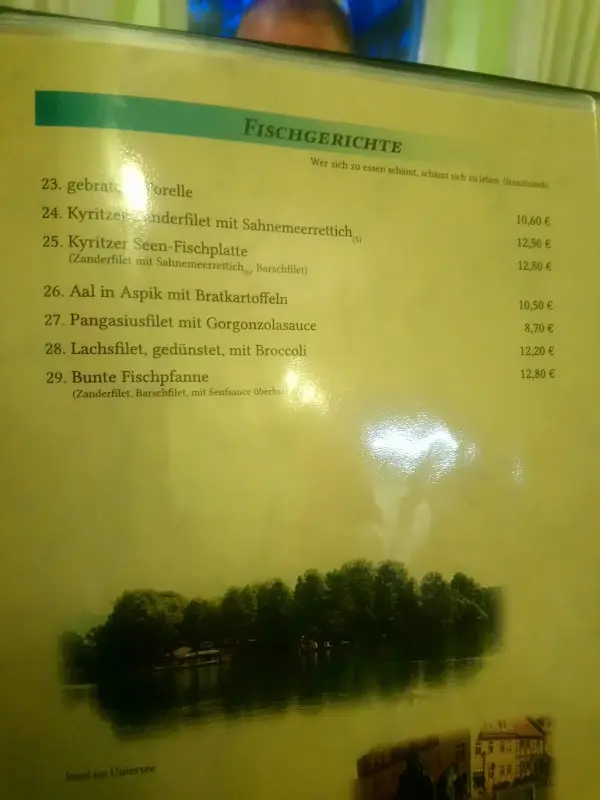 FISCHGERICHTE
Wer sich zu essen schämt, schämt sich zu leben. (französisch)
23. Forelle 10,60 €
24. Kyritzer Zanderfilet mit Sahnemeerrettich(5) 12,50 €
25. Kyritzer Seen-Fischplatte 12,80 €
(Zanderfilet mit Sahnemeerrettich(5), Barschfilet)
26. Aal in Aspik mit Bratkartoffeln 10,50 €
27. Pangasiusfilet mit Gorgonzolasauce 8,70 €
28. Lachsfilet, gedünstet, mit Broccoli 12,20 €
29. Bunte Fischpfanne 12,80 €
(Zanderfilet, Barschfilet, mit Senfsauce
Insel im Untersee